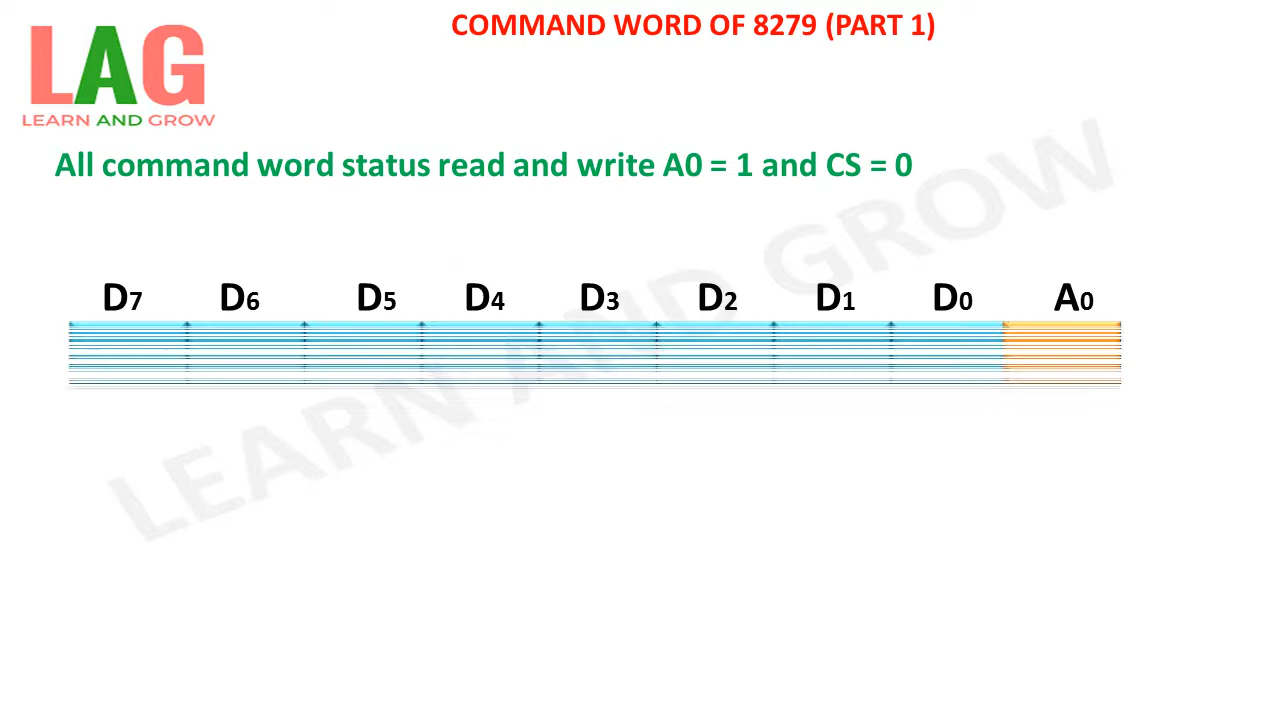 COMMAND WORD OF 8279 (PART 1)
LAG
LEARN AND GROW
All command word status read and write A0 = 1 and CS = 0
D7 D6 D5 D4 D3 D2 D1 D0 A0
LEARN AND GROW